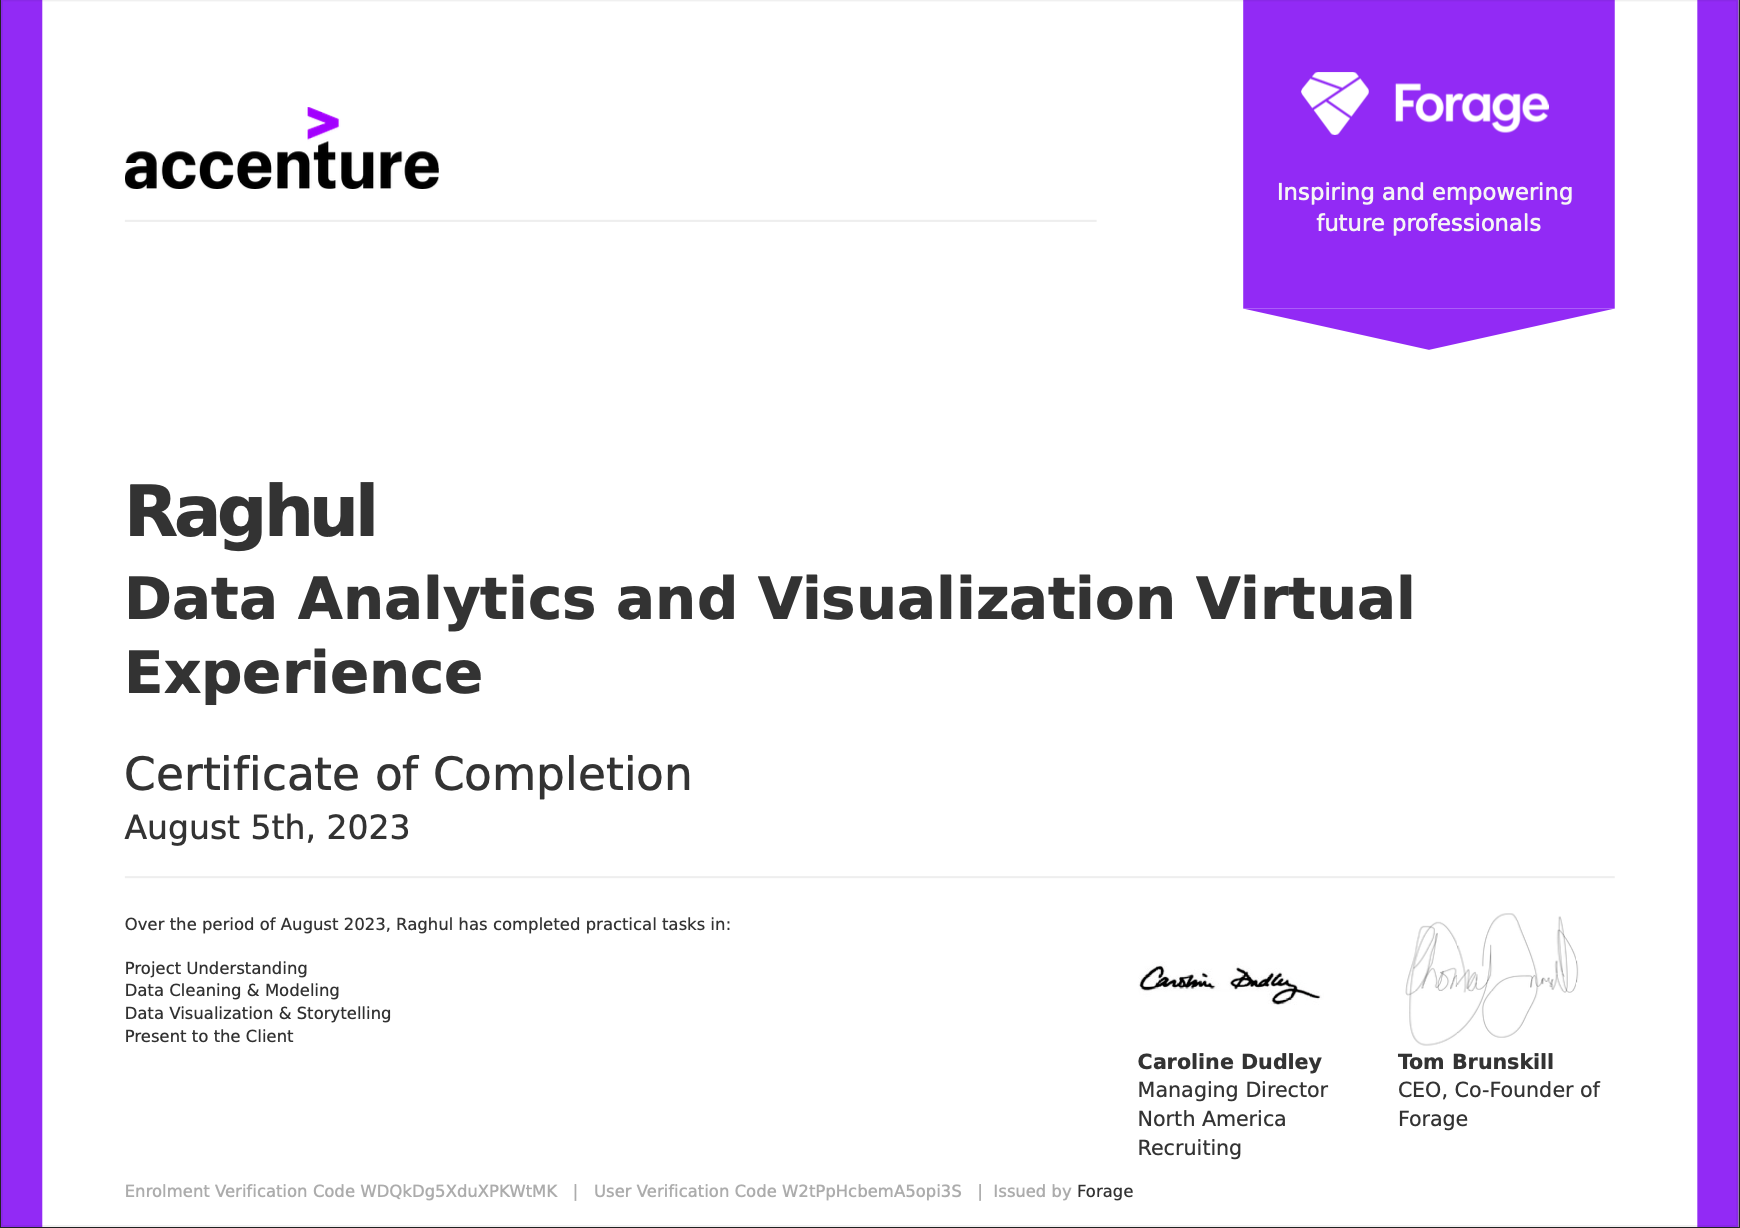 accenture
>
Forage
Inspiring and empowering
future professionals
Raghul
Data Analytics and Visualization Virtual
Experience
Certificate of Completion
August 5th, 2023
Over the period of August 2023, Raghul has completed practical tasks in:
Project Understanding
Data Cleaning & Modeling
Data Visualization & Storytelling
Present to the Client
Caroline Dudley
Caroline Dudley
Managing Director
North America
Recruiting
Tom Brunskill
CEO, Co-Founder of
Forage
Enrolment Verification Code WDQkDg5XduXPKWtMK | User Verification Code W2tPpHcbemA5opi3S | Issued by Forage